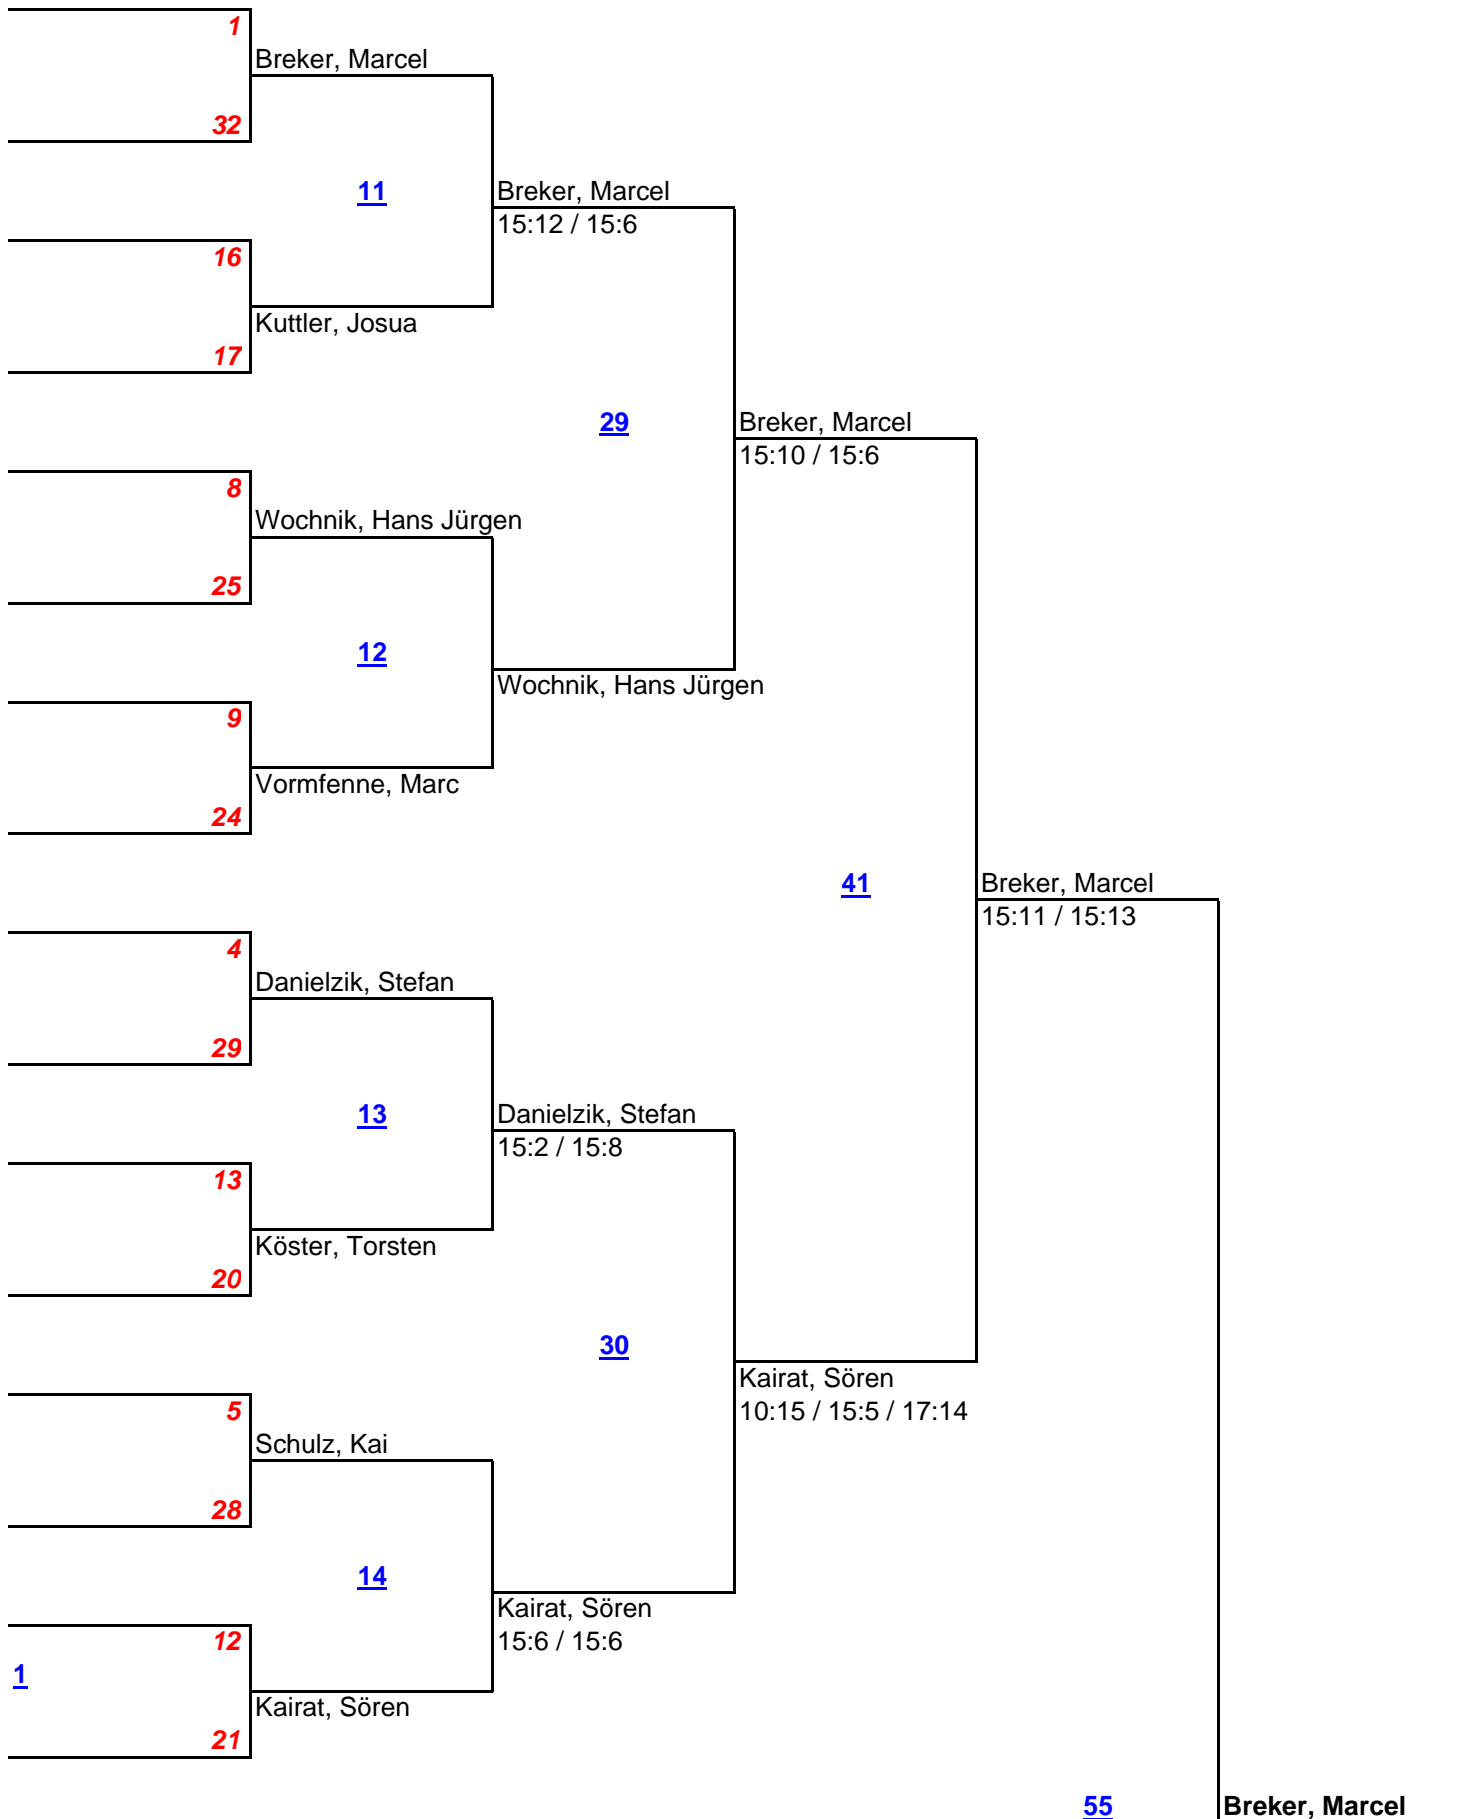 1
Breker, Marcel
32
11
Breker, Marcel
15:12 / 15:6
16
Kuttler, Josua
17
29
Breker, Marcel
15:10 / 15:6
8
Wochnik, Hans Jürgen
25
12
Wochnik, Hans Jürgen
9
Vormfenne, Marc
24
41
Breker, Marcel
15:11 / 15:13
4
Danielzik, Stefan
29
13
Danielzik, Stefan
15:2 / 15:8
13
Köster, Torsten
20
30
Kairat, Sören
10:15 / 15:5 / 17:14
5
Schulz, Kai
28
14
Kairat, Sören
15:6 / 15:6
12
1
Kairat, Sören
21
55
Breker, Marcel